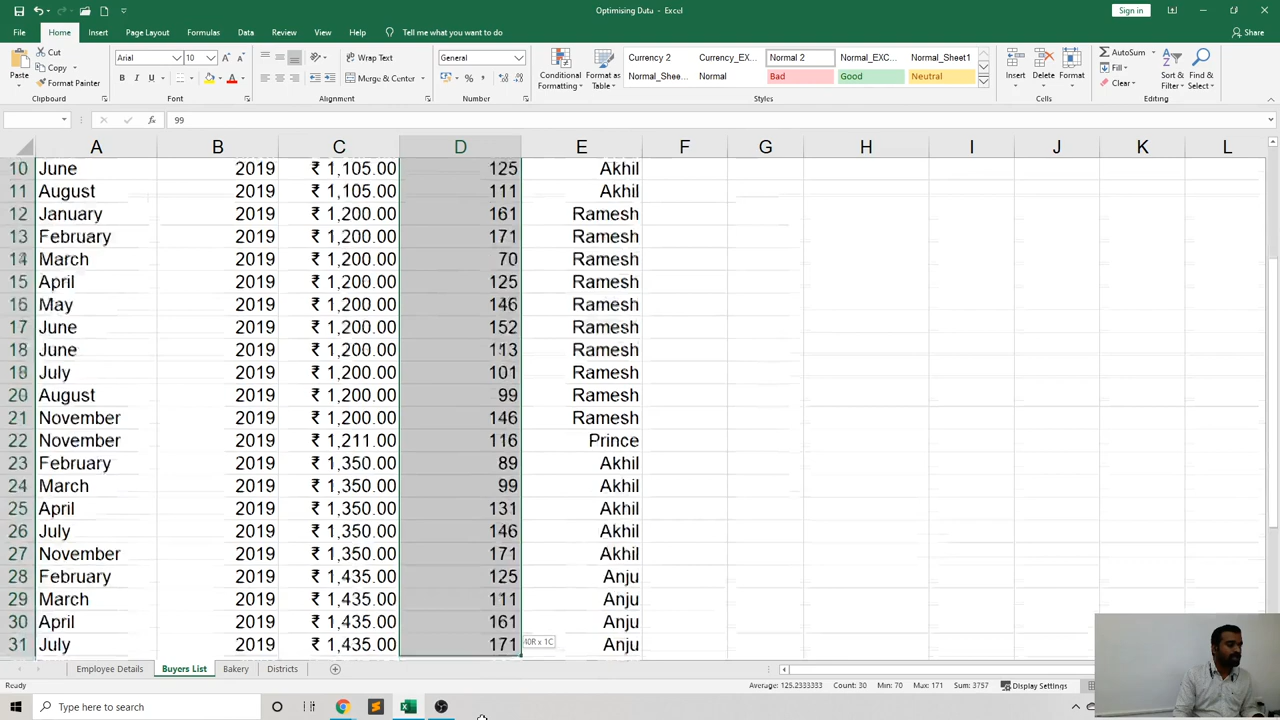 Optimising Data - Excel
Sign in
File Home Insert Page Layout Formulas Data Review View Help Tell me what you want to do Share
Paste Cut Copy Format Painter Clipboard
Arial 10 B I U Font
Wrap Text Merge & Center Alignment
General % Number
Conditional Formatting Format as Table
Currency 2 Currency_E... Normal 2 Normal_EXC... Normal_Sheet1
Normal_Shee... Normal Bad Good Neutral
Styles
Insert Delete Format Cells
AutoSum Fill Clear Sort & Filter Find & Select Editing
fx 99
A B C D E F G H I J K L
10 June 2019 ₹ 1,105.00 125 Akhil
11 August 2019 ₹ 1,105.00 111 Akhil
12 January 2019 ₹ 1,200.00 161 Ramesh
13 February 2019 ₹ 1,200.00 171 Ramesh
14 March 2019 ₹ 1,200.00 70 Ramesh
15 April 2019 ₹ 1,200.00 125 Ramesh
16 May 2019 ₹ 1,200.00 146 Ramesh
17 June 2019 ₹ 1,200.00 152 Ramesh
18 June 2019 ₹ 1,200.00 113 Ramesh
July 2019 ₹ 1,200.00 101 Ramesh
20 August 2019 ₹ 1,200.00 99 Ramesh
21 November 2019 ₹ 1,200.00 146 Ramesh
22 November 2019 ₹ 1,211.00 116 Prince
23 February 2019 ₹ 1,350.00 89 Akhil
24 March 2019 ₹ 1,350.00 99 Akhil
25 April 2019 ₹ 1,350.00 131 Akhil
26 July 2019 ₹ 1,350.00 146 Akhil
27 November 2019 ₹ 1,350.00 171 Akhil
28 February 2019 ₹ 1,435.00 125 Anju
29 March 2019 ₹ 1,435.00 111 Anju
30 April 2019 ₹ 1,435.00 161 Anju
31 July 2019 ₹ 1,435.00 171 Anju
40R x 1C
Employee Details Buyers List Bakery Districts
Ready Average: 125.2333333 Count: 30 Min: 70 Max: 171 Sum: 3757 Display Settings
Type here to search